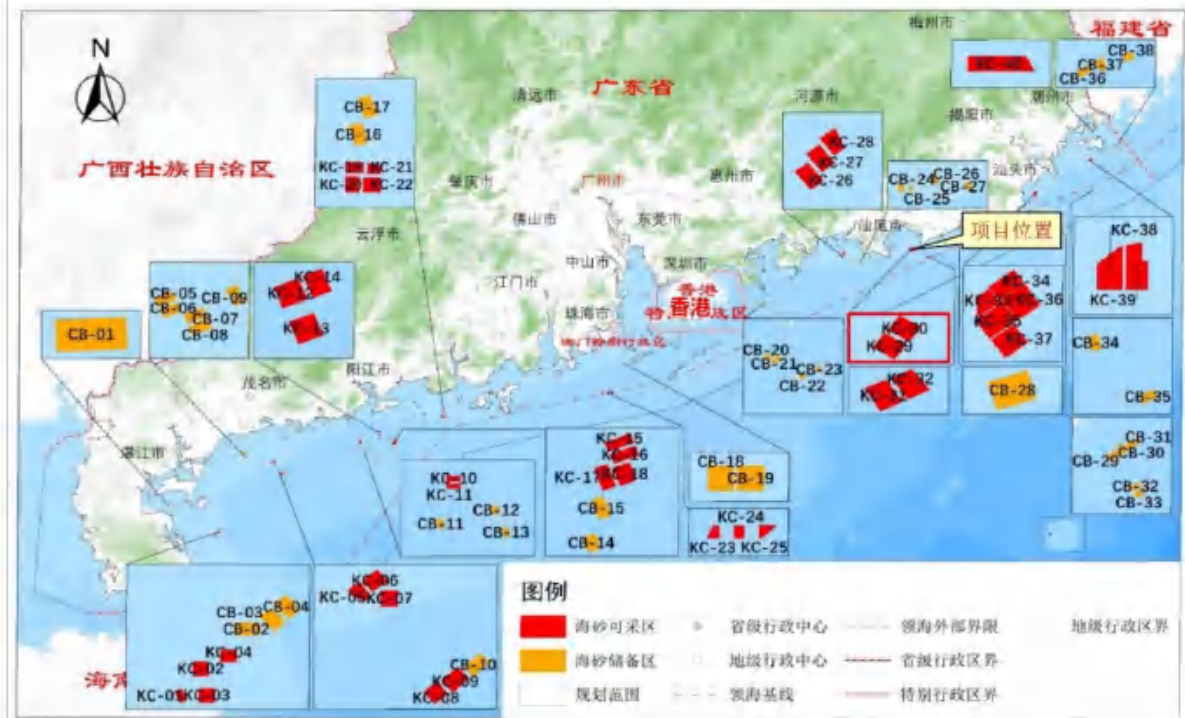 N
梅州市
福建省
CB-38
CB-37
CB-36
潮州市
CB-17
CB-16
KC-21
KC-22
清远市
广东省
河源市
揭阳市
KC-28
KC-27
KC-26
汕头市
CB-26
CB-24
CB-27
CB-25
广西壮族自治区
肇庆市
广州市
惠州市
佛山市
东莞市
汕尾市
项目位置
云浮市
中山市
深圳市
江门市
香港
珠海市
KC-38
KC-39
KC-34
KC-36
KC-37
CB-01
CB-05
CB-09
CB-06
CB-07
CB-08
KC-14
KC-13
茂名市
阳江市
湛江市
CB-20
CB-21
CB-23
CB-22
CB-28
CB-34
CB-35
CB-31
CB-30
CB-29
CB-32
CB-33
KC-10
KC-11
CB-12
CB-11
CB-13
KC-15
KC-16
KC-17
KC-18
CB-15
CB-14
CB-18
CB-19
KC-24
KC-23
KC-25
CB-03
CB-04
CB-02
KC-04
KC-02
KC-03
KC-06
KC-07
CB-10
KC-09
KC-08
图例
海砂可采区
省级行政中心
领海外部界限
地级行政区界
海砂储备区
地级行政中心
省级行政区界
规划范围
领海基线
特别行政区界